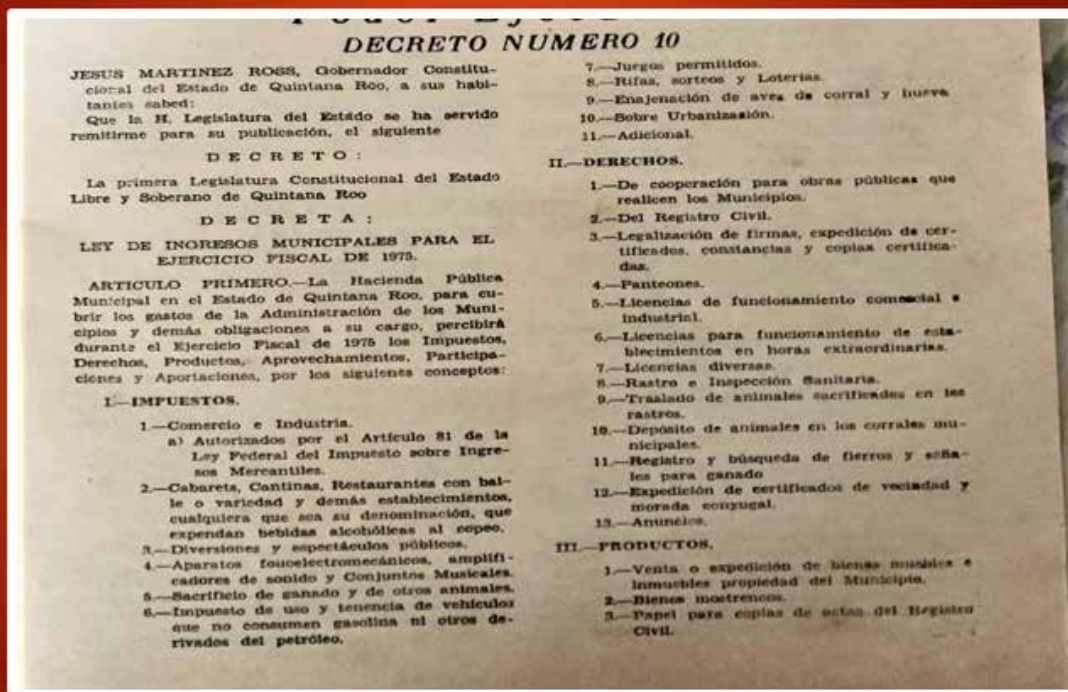 DECRETO NUMERO 10
JESUS MARTINEZ ROSS, Gobernador Constitu-
cional del Estado de Quintana Roo, a sus habi-
tantes sabed:
Que la H. Legislatura del Estado se ha servido
remitirme para su publicación, el siguiente
D E C R E T O :
La primera Legislatura Constitucional del Estado
Libre y Soberano de Quintana Roo
D E C R E T A :
LEY DE INGRESOS MUNICIPALES PARA EL
EJERCICIO FISCAL DE 1975.
ARTICULO PRIMERO.—La Hacienda Pública
Municipal en el Estado de Quintana Roo, para cu-
brir los gastos de la Administración de los Muni-
cipios y demás obligaciones a su cargo, percibirá
durante el Ejercicio Fiscal de 1975 los Impuestos,
Derechos, Productos, Aprovechamientos, Participa-
ciones y Aportaciones, por los siguienes conceptos:
I.—IMPUESTOS.
1.—Comercio e Industria.
a) Autorizados por el Artículo 81 de la
Ley Federal del Impuesto sobre Ingre-
sos Mercantiles.
2.—Cabarets, Cantinas, Restaurantes con bai-
le o variedad y demás establecimientos,
cualquiera que sea su denominación, que
expendan bebidas alcohólicas al copeo.
3.—Diversiones y espectáculos públicos.
4.—Aparatos fonoelectromecánicos, amplifi-
cadores de sonido y Conjuntos Musicales.
5.—Sacrificio de ganado y de otros animales.
6.—Impuesto de uso y tenencia de vehículos
que no consumen gasolina ni otros de-
rivados del petróleo.
7.—Juegos permitidos.
8.—Rifas, sorteos y Loterías.
9.—Enajenación de aves de corral y hueva
10.—Sobre Urbanización.
11.—Adicional.
II.—DERECHOS.
1.—De cooperación para obras públicas que
realicen los Municipios.
2.—Del Registro Civil.
3.—Legalización de firmas, expedición de cer-
tificados, constancias y copias certifica-
das.
4.—Panteones.
5.—Licencias de funcionamiento comercial e
industrial.
6.—Licencias para funcionamiento de esta-
blecimientos en horas extraordinarias.
7.—Licencias diversas.
8.—Rastro e Inspección Sanitaria.
9.—Traslado de animales sacrificados en los
rastros.
10.—Depósito de animales en los corrales mu-
nicipales.
11.—Registro y búsqueda de fierros y seña-
les para ganado
12.—Expedición de certificados de vecindad y
morada conyugal.
13.—Anuncios.
III.—PRODUCTOS.
1.—Venta o expedición de bienes muebles e
inmuebles propiedad del Municipio.
2.—Bienes mostrencos.
3.—Papel para copias de actas del Registro
Civil.